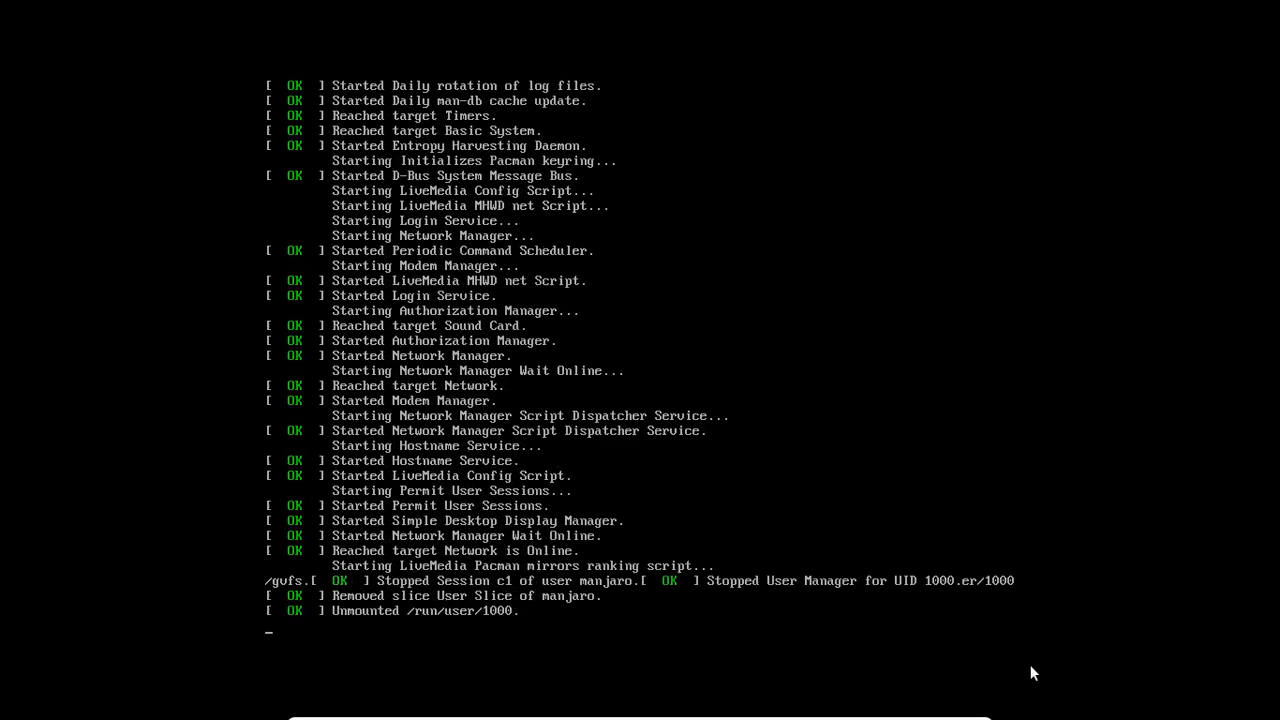 [  OK  ] Started Daily rotation of log files.
[  OK  ] Started Daily man-db cache update.
[  OK  ] Reached target Timers.
[  OK  ] Reached target Basic System.
[  OK  ] Started Entropy Harvesting Daemon.
Starting Initializes Pacman keyring...
[  OK  ] Started D-Bus System Message Bus.
Starting LiveMedia Config Script...
Starting LiveMedia MHWD net Script...
Starting Login Service...
Starting Network Manager...
[  OK  ] Started Periodic Command Scheduler.
Starting Modem Manager...
[  OK  ] Started LiveMedia MHWD net Script.
[  OK  ] Started Login Service.
Starting Authorization Manager...
[  OK  ] Reached target Sound Card.
[  OK  ] Started Authorization Manager.
[  OK  ] Started Network Manager.
Starting Network Manager Wait Online...
[  OK  ] Reached target Network.
[  OK  ] Started Modem Manager.
Starting Network Manager Script Dispatcher Service...
[  OK  ] Started Network Manager Script Dispatcher Service.
Starting Hostname Service...
[  OK  ] Started Hostname Service.
[  OK  ] Started LiveMedia Config Script.
Starting Permit User Sessions...
[  OK  ] Started Permit User Sessions.
[  OK  ] Started Simple Desktop Display Manager.
[  OK  ] Started Network Manager Wait Online.
[  OK  ] Reached target Network is Online.
Starting LiveMedia Pacman mirrors ranking script...
/gvfs.[  OK  ] Stopped Session c1 of user manjaro.[  OK  ] Stopped User Manager for UID 1000.er/1000
[  OK  ] Removed slice User Slice of manjaro.
[  OK  ] Unmounted /run/user/1000.
_